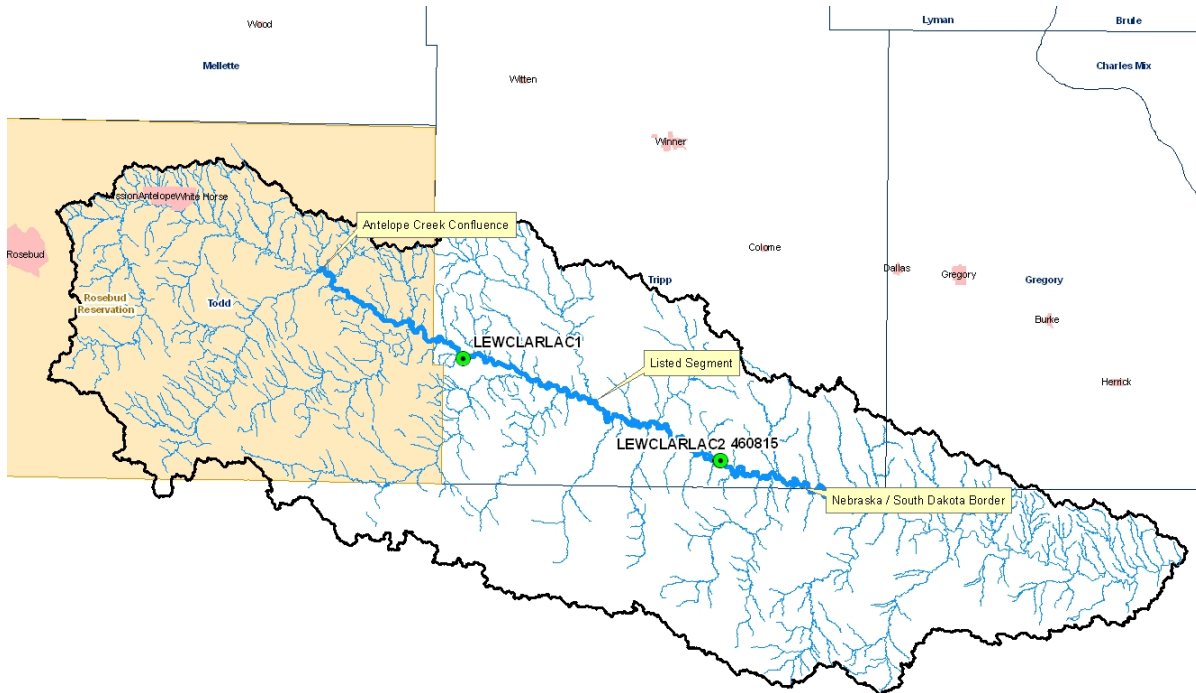 Wood
Lyman
Brule
Mellette
Charles Mix
Witten
Winner
Mission
Antelope
White Horse
Antelope Creek Confluence
Rosebud
Colome
Dallas
Gregory
Tripp
Gregory
Rosebud
Reservation
Todd
Burke
LEWCLARLAC1
Listed Segment
Herrick
LEWCLARLAC2 460815
Nebraska / South Dakota Border